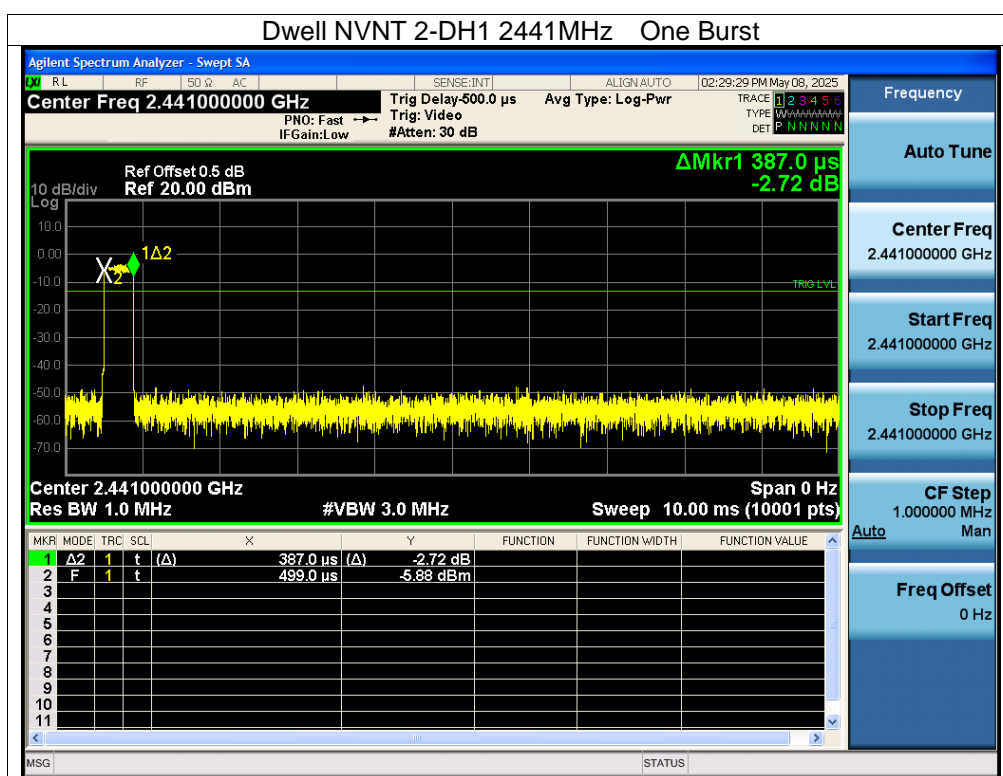 Dwell NVNT 2-DH1 2441MHz One Burst
Agilent Spectrum Analyzer - Swept SA
LXI RL RF 50 Ω AC SENSE:INT ALIGN AUTO 02:29:29 PM May 08, 2025
Center Freq 2.441000000 GHz
Trig Delay-500.0 µs Avg Type: Log-Pwr TRACE 1 2 3 4 5 6
PNO: Fast Trig: Video TYPE WWWWWW
IFGain:Low #Atten: 30 dB DET P N N N N N
ΔMkr1 387.0 µs
-2.72 dB
Ref Offset 0.5 dB
10 dB/div Ref 20.00 dBm
Log
10.0
0.00
-10.0
-20.0
-30.0
-40.0
-50.0
-60.0
-70.0
1Δ2
2
TRIG LVL
Center 2.441000000 GHz Span 0 Hz
Res BW 1.0 MHz #VBW 3.0 MHz Sweep 10.00 ms (10001 pts)
MKR MODE TRC SCL X Y FUNCTION FUNCTION WIDTH FUNCTION VALUE
1 Δ2 1 t (Δ) 387.0 µs (Δ) -2.72 dB
2 F 1 t 499.0 µs -5.88 dBm
3
4
5
6
7
8
9
10
11
MSG STATUS
Frequency
Auto Tune
Center Freq
2.441000000 GHz
Start Freq
2.441000000 GHz
Stop Freq
2.441000000 GHz
CF Step
1.000000 MHz
Auto Man
Freq Offset
0 Hz